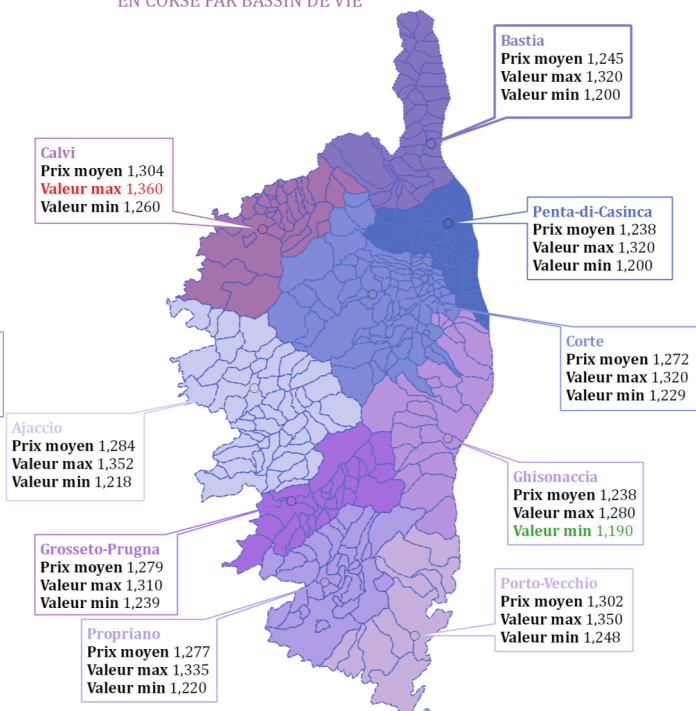 EN CORSE PAR BASSIN DE VIE
Bastia
Prix moyen 1,245
Valeur max 1,320
Valeur min 1,200
Calvi
Prix moyen 1,304
Valeur max 1,360
Valeur min 1,260
Penta-di-Casinca
Prix moyen 1,238
Valeur max 1,320
Valeur min 1,200
Corte
Prix moyen 1,272
Valeur max 1,320
Valeur min 1,229
Ajaccio
Prix moyen 1,284
Valeur max 1,352
Valeur min 1,218
Ghisonaccia
Prix moyen 1,238
Valeur max 1,280
Valeur min 1,190
Grosseto-Prugna
Prix moyen 1,279
Valeur max 1,310
Valeur min 1,239
Porto-Vecchio
Prix moyen 1,302
Valeur max 1,350
Valeur min 1,248
Propriano
Prix moyen 1,277
Valeur max 1,335
Valeur min 1,220